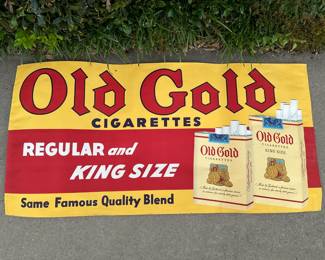 Old Gold
CIGARETTES
REGULAR and
KING SIZE
Same Famous Quality Blend
Old Gold
CIGARETTES
Old Gold
CIGARETTES
KING SIZE